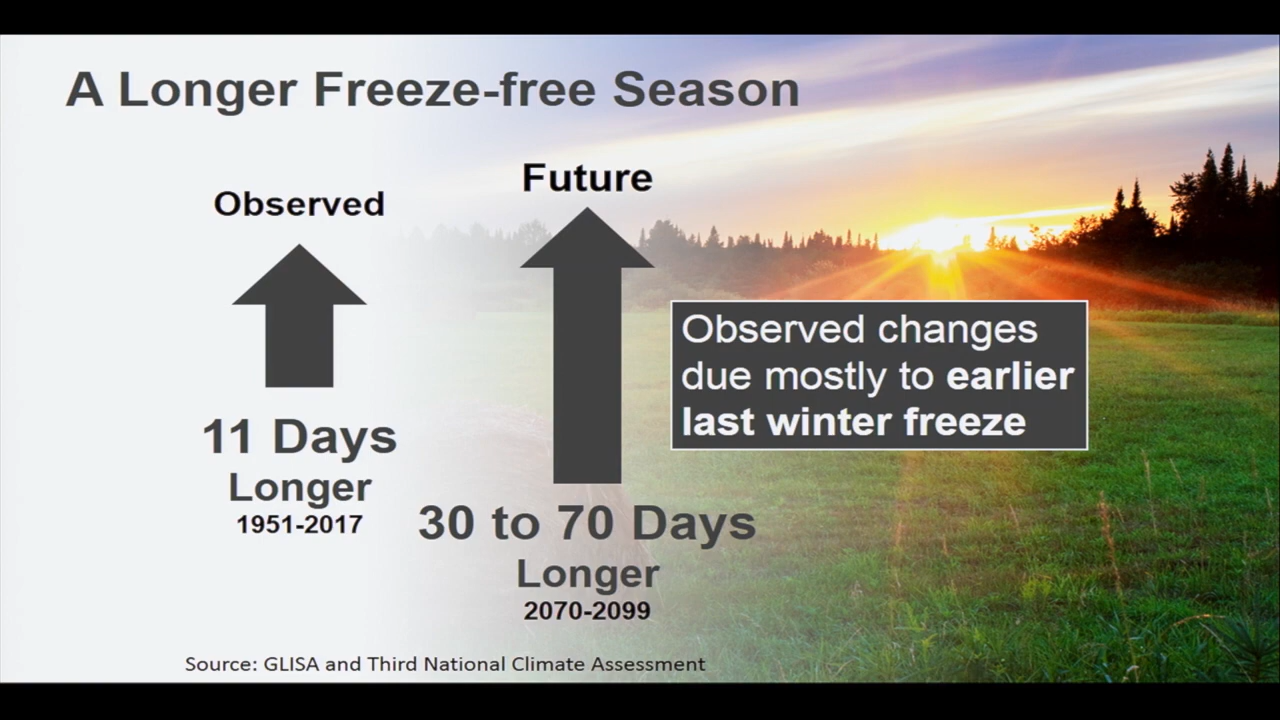 A Longer Freeze-free Season
Observed
11 Days
Longer
1951-2017
Future
30 to 70 Days
Longer
2070-2099
Observed changes
due mostly to earlier
last winter freeze
Source: GLISA and Third National Climate Assessment